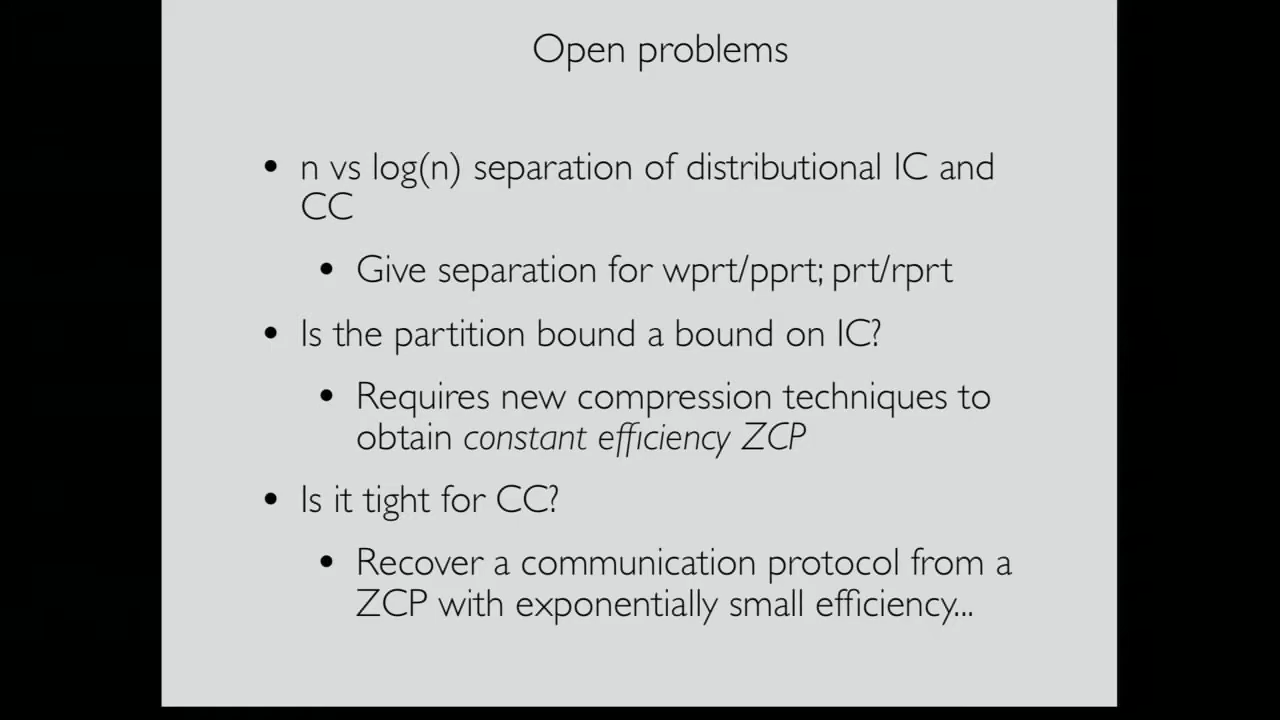 Open problems
• n vs log(n) separation of distributional IC and
CC
• Give separation for wprt/pprt; prt/rprt
• Is the partition bound a bound on IC?
• Requires new compression techniques to
obtain constant efficiency ZCP
• Is it tight for CC?
• Recover a communication protocol from a
ZCP with exponentially small efficiency...